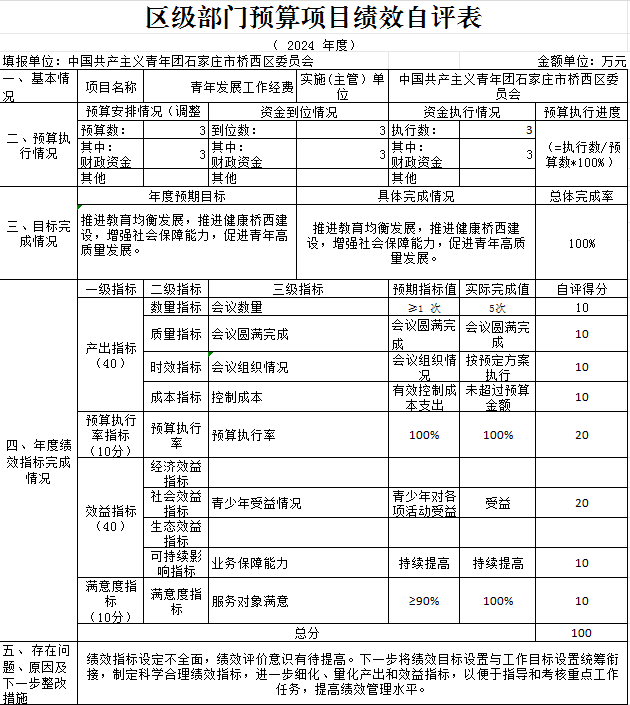 区级部门预算项目绩效自评表
（ 2024 年度）
填报单位：中国共产主义青年团石家庄市桥西区委员会 金额单位：万元
一、基本情况 项目名称 青年发展工作经费 实施(主管）单位 中国共产主义青年团石家庄市桥西区委员会
二、预算执行情况 预算安排情况（调整 资金到位情况 资金执行情况 预算执行进度
预算数： 3 到位数： 3 执行数： 3 （=执行数/预算数*100%）
其中：财政资金 3 其中：财政资金 3 其中：财政资金 3
其他 其他 其他
三、目标完成情况 年度预期目标 具体完成情况 总体完成率
推进教育均衡发展，推进健康桥西建设，增强社会保障能力，促进青年高质量发展。 推进教育均衡发展，推进健康桥西建设，增强社会保障能力，促进青年高质量发展。 100%
四、年度绩效指标完成情况 一级指标 二级指标 三级指标 预期指标值 实际完成值 自评得分
产出指标（40） 数量指标 会议数量 ≥1 次 5次 10
质量指标 会议圆满完成 会议圆满完成 会议圆满完成 10
时效指标 会议组织情况 会议组织情况 按预定方案执行 10
成本指标 控制成本 有效控制成本支出 未超过预算金额 10
预算执行率指标（10分） 预算执行率 预算执行率 100% 100% 20
效益指标（40） 经济效益指标
社会效益指标 青少年受益情况 青少年对各项活动受益 受益 20
生态效益指标
可持续影响指标 业务保障能力 持续提高 持续提高 10
满意度指标（10分） 满意度指标 服务对象满意 ≥90% 100% 10
总分 100
五、存在问题、原因及下一步整改措施 绩效指标设定不全面，绩效评价意识有待提高。下一步将绩效目标设置与工作目标设置统筹衔接，制定科学合理绩效指标，进一步细化、量化产出和效益指标，以便于指导和考核重点工作任务，提高绩效管理水平。